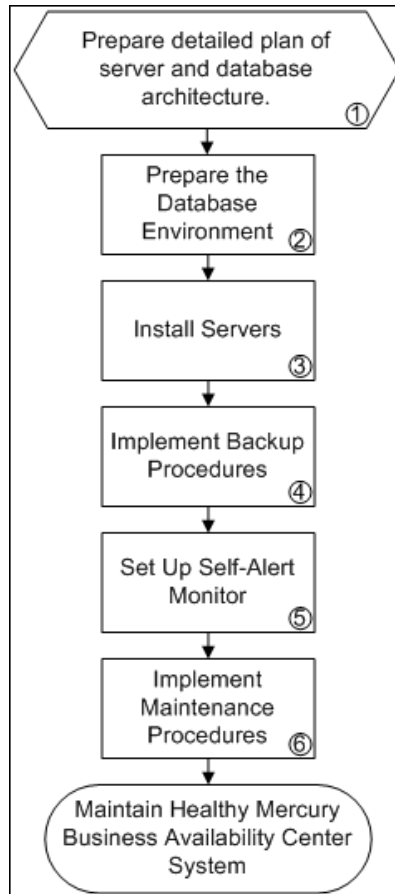 Prepare detailed plan of
server and database
architecture.
①
Prepare the
Database
Environment
②
Install Servers
③
Implement Backup
Procedures
④
Set Up Self-Alert
Monitor
⑤
Implement
Maintenance
Procedures
⑥
Maintain Healthy Mercury
Business Availability Center
System